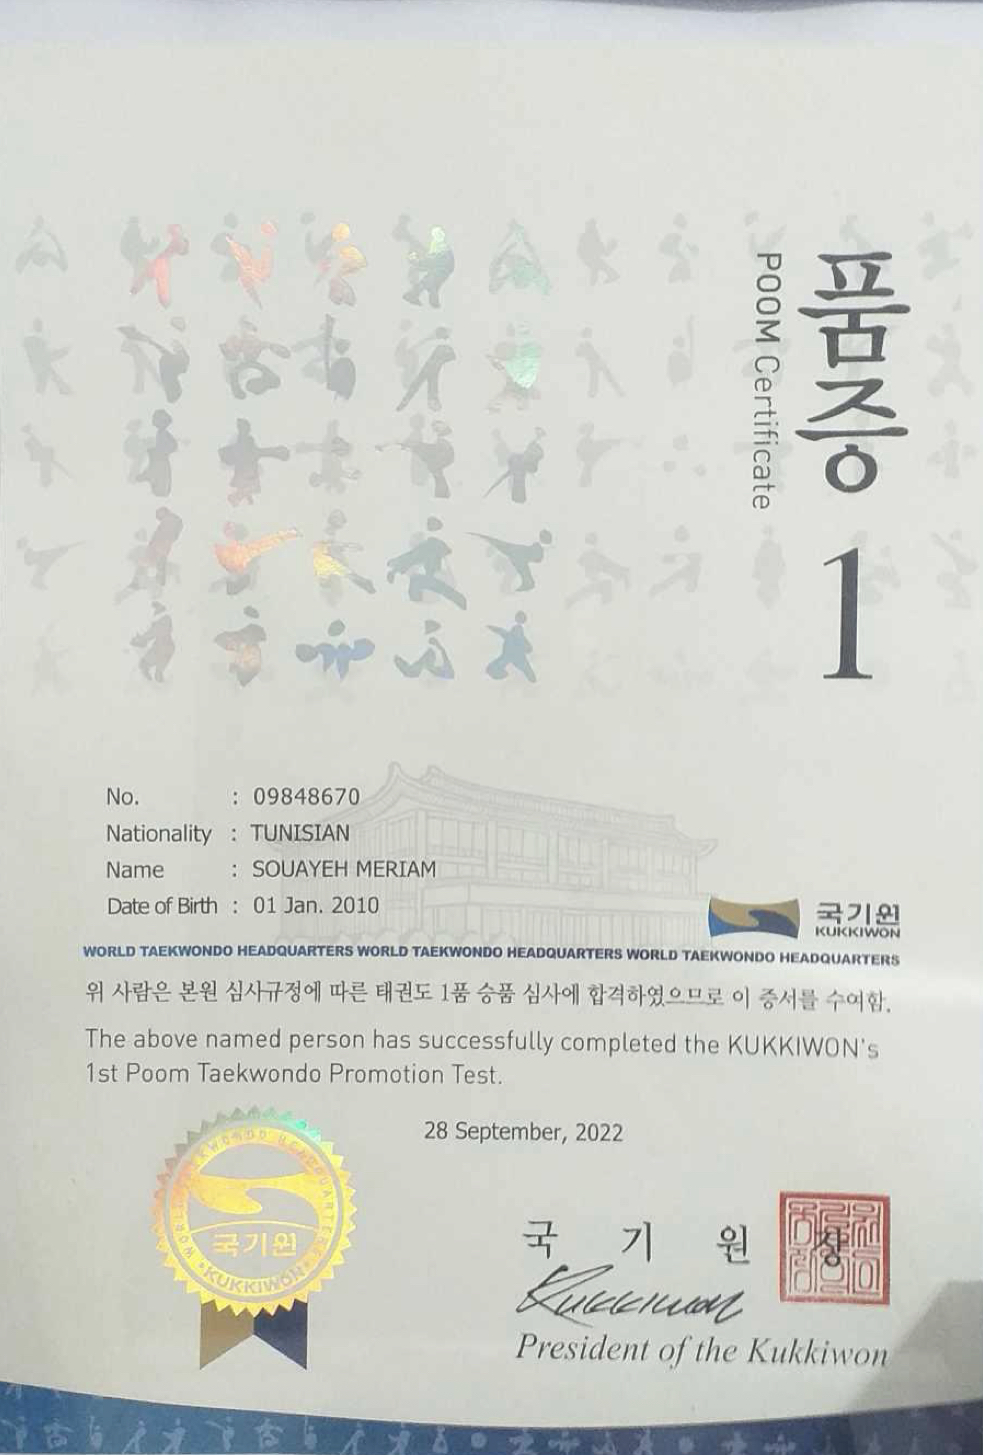 품증 1
POOM Certificate
No. : 09848670
Nationality : TUNISIAN
Name : SOUAYEH MERIAM
Date of Birth : 01 Jan. 2010
국기원
KUKKIWON
WORLD TAEKWONDO HEADQUARTERS WORLD TAEKWONDO HEADQUARTERS WORLD TAEKWONDO HEADQUARTERS
위 사람은 본원 심사규정에 따른 태권도 1품 승품 심사에 합격하였으므로 이 증서를 수여함.
The above named person has successfully completed the KUKKIWON's
1st Poom Taekwondo Promotion Test.
28 September, 2022
WORLD TAEKWONDO HEADQUARTERS
국기원
KUKKIWON
국 기 원 장
Kukkiwon
President of the Kukkiwon